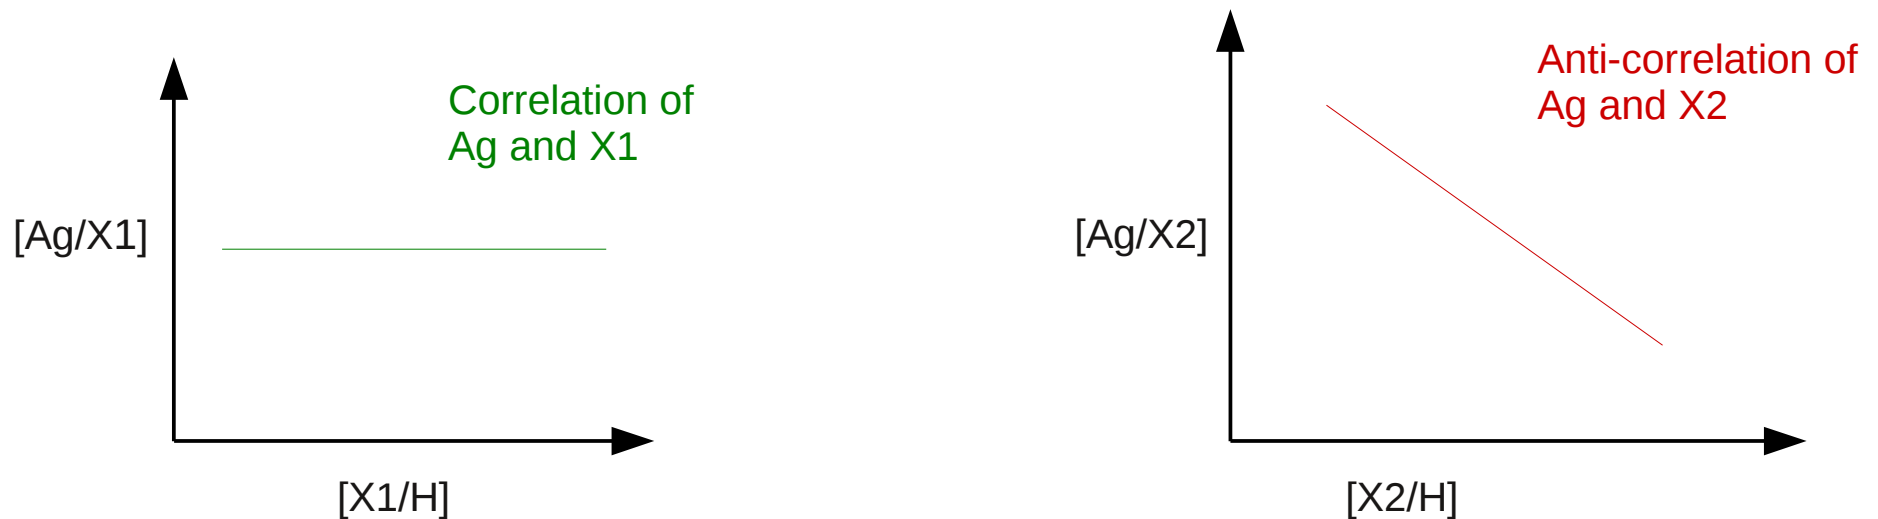 Correlation of
Ag and X1
[Ag/X1]
[X1/H]
Anti-correlation of
Ag and X2
[Ag/X2]
[X2/H]